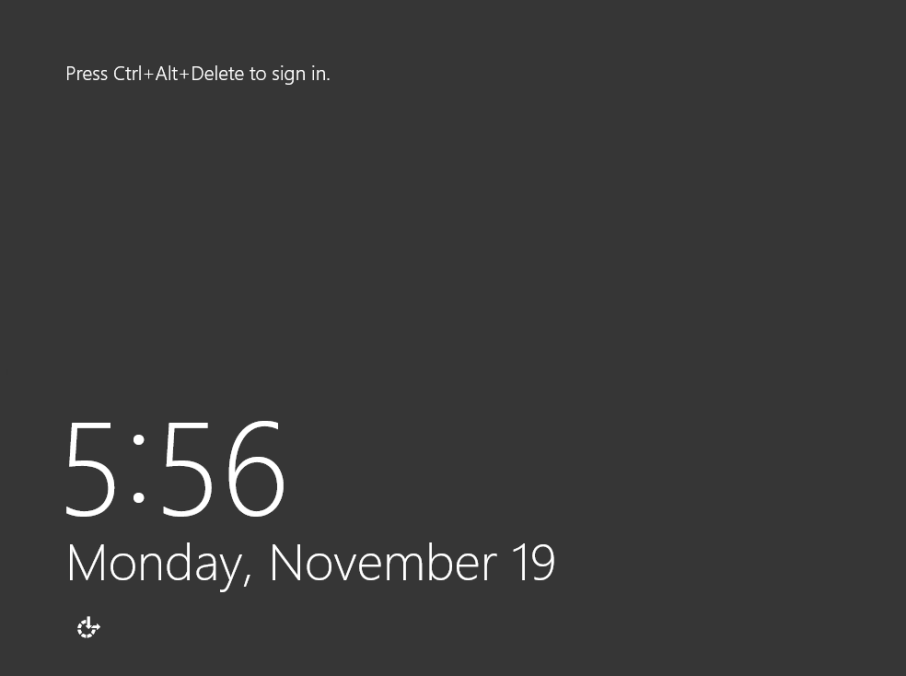 Press Ctrl+Alt+Delete to sign in.
5:56
Monday, November 19